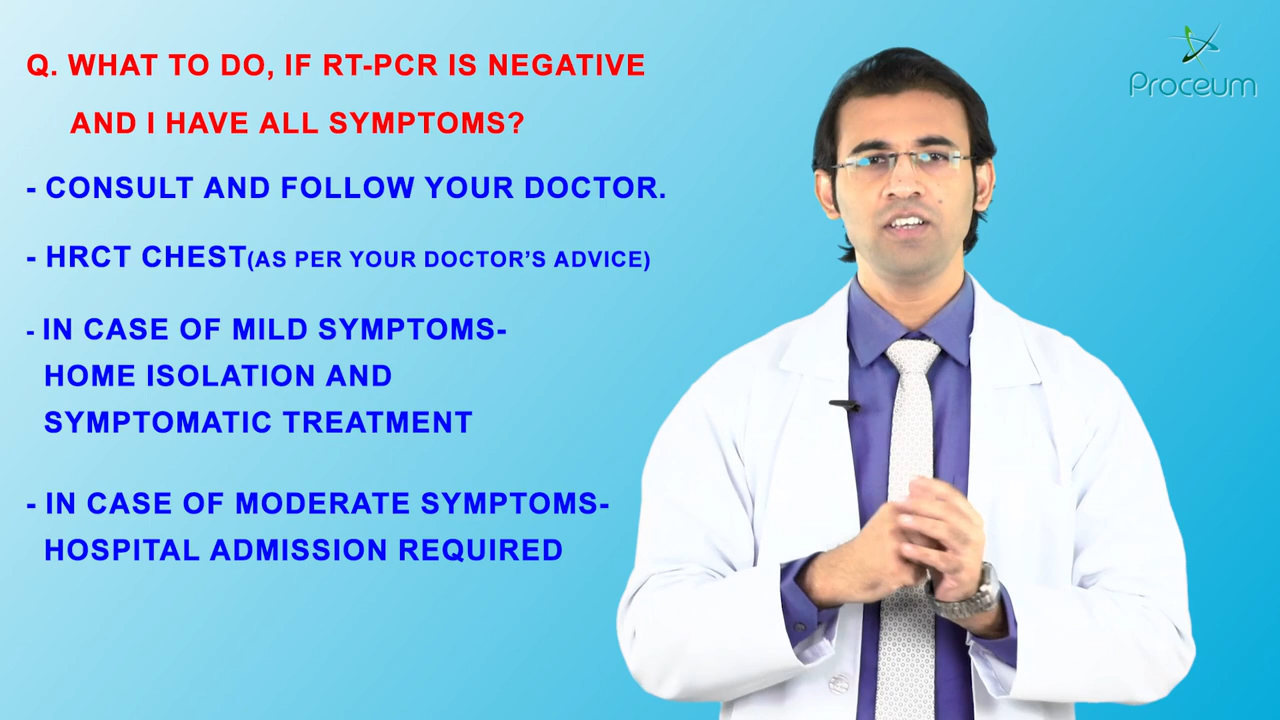 Q. WHAT TO DO, IF RT-PCR IS NEGATIVE
AND I HAVE ALL SYMPTOMS?
- CONSULT AND FOLLOW YOUR DOCTOR.
- HRCT CHEST(AS PER YOUR DOCTOR'S ADVICE)
- IN CASE OF MILD SYMPTOMS-
HOME ISOLATION AND
SYMPTOMATIC TREATMENT
- IN CASE OF MODERATE SYMPTOMS-
HOSPITAL ADMISSION REQUIRED
Proceum